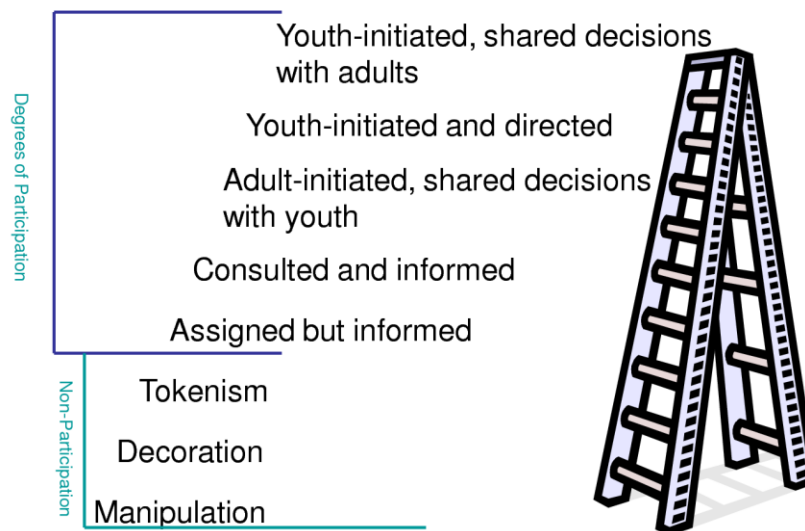 Youth-initiated, shared decisions
with adults
Youth-initiated and directed
Adult-initiated, shared decisions
with youth
Consulted and informed
Assigned but informed
Tokenism
Decoration
Manipulation
Degrees of Participation
Non-Participation